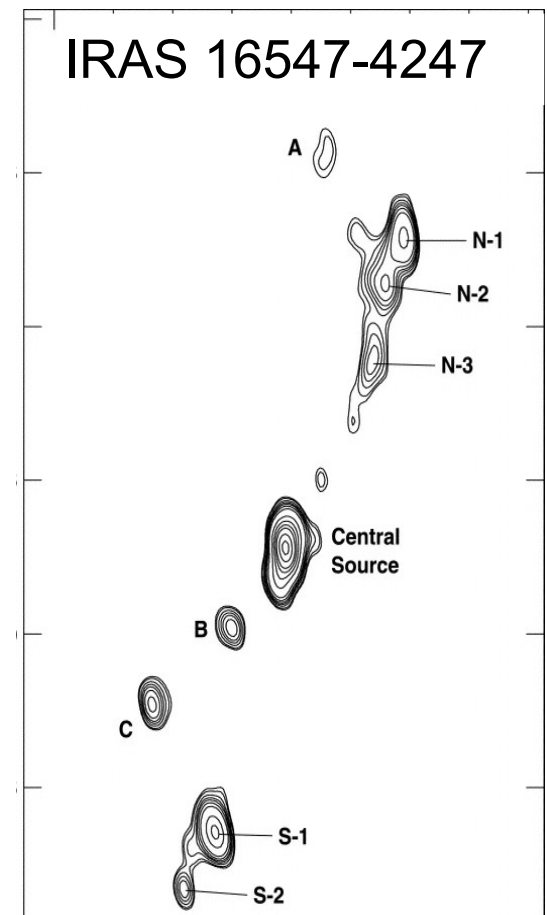 IRAS 16547-4247
A
N-1
N-2
N-3
Central
Source
B
C
S-1
S-2